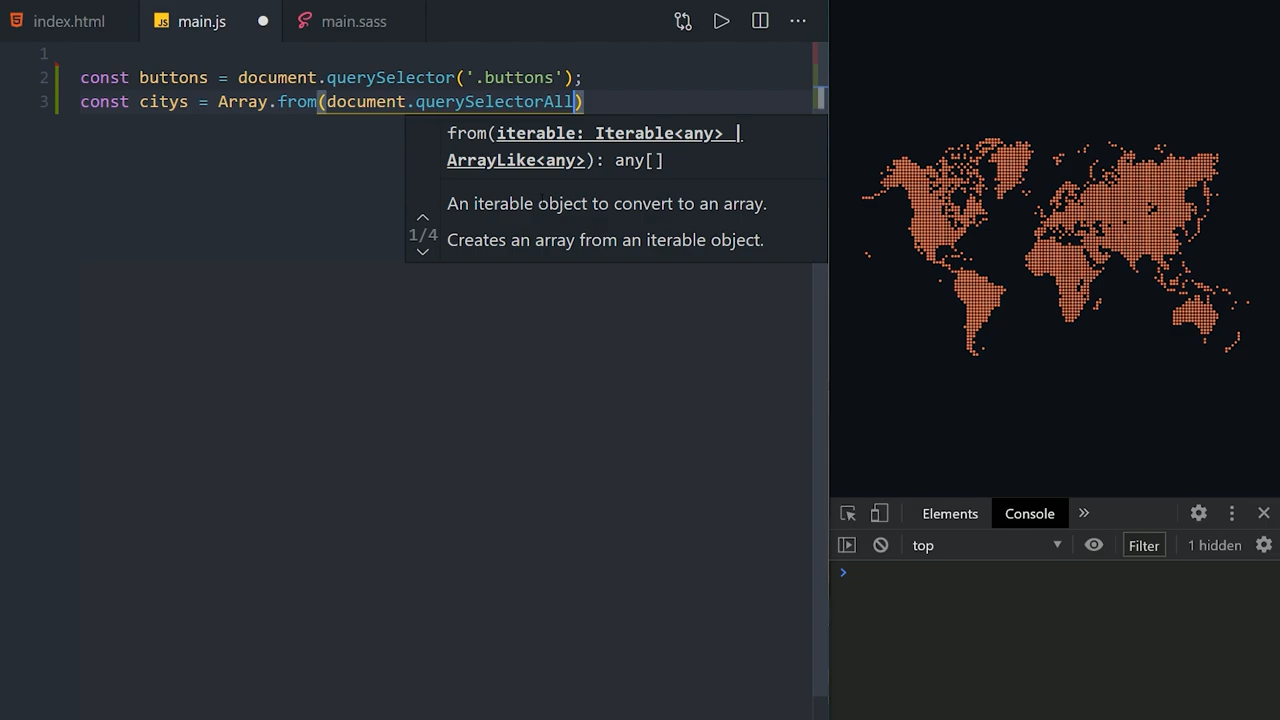 index.html
JS main.js
main.sass
1
2 const buttons = document.querySelector('.buttons');
3 const citys = Array.from(document.querySelectorAll)
from(iterable: Iterable<any> |
ArrayLike<any>): any[]
An iterable object to convert to an array.
1/4
Creates an array from an iterable object.
Elements Console »
top Filter 1 hidden